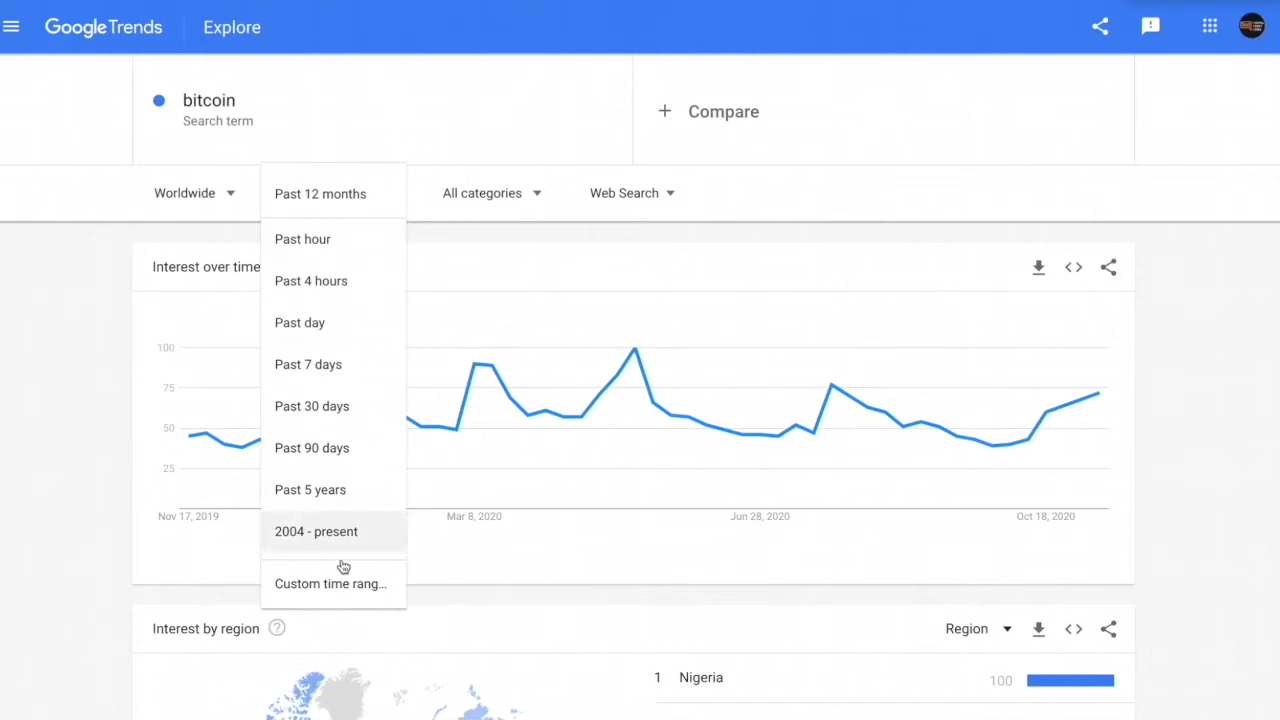 Google Trends
Explore
bitcoin
Search term
+ Compare
Worldwide
Past 12 months
All categories
Web Search
Past hour
Past 4 hours
Past day
Past 7 days
Past 30 days
Past 90 days
Past 5 years
2004 - present
Custom time rang...
Interest over time
100
75
50
25
Nov 17, 2019
Mar 8, 2020
Jun 28, 2020
Oct 18, 2020
Interest by region ?
Region
1 Nigeria 100